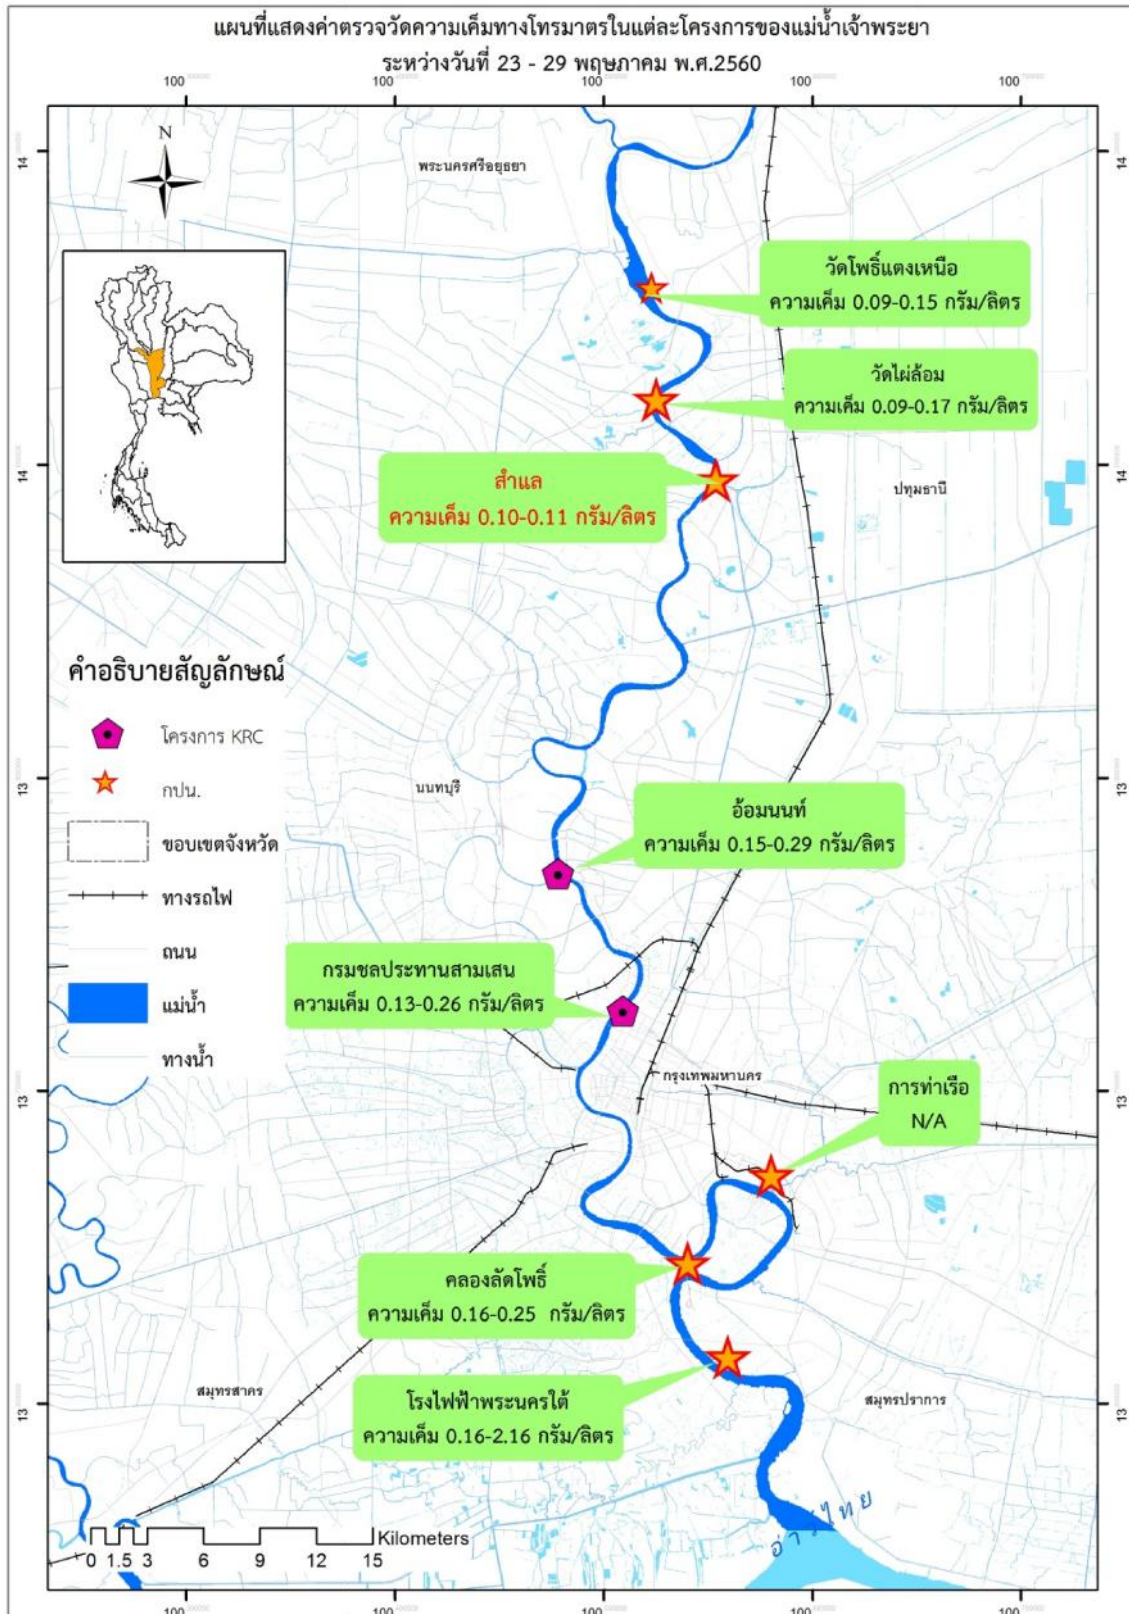 แผนที่แสดงค่าตรวจวัดความเค็มทางโทรมาตรในแต่ละโครงการของแม่น้ำเจ้าพระยา
ระหว่างวันที่ 23 - 29 พฤษภาคม พ.ศ.2560
100 100 100 100 100
N
พระนครศรีอยุธยา
14
14
วัดโพธิ์แตงเหนือ
ความเค็ม 0.09-0.15 กรัม/ลิตร
วัดไผ่ล้อม
ความเค็ม 0.09-0.17 กรัม/ลิตร
14
14
สำแล
ความเค็ม 0.10-0.11 กรัม/ลิตร
ปทุมธานี
คำอธิบายสัญลักษณ์
โครงการ KRC
กปน.
ขอบเขตจังหวัด
ทางรถไฟ
ถนน
แม่น้ำ
ทางน้ำ
13
13
นนทบุรี
อ้อมนนท์
ความเค็ม 0.15-0.29 กรัม/ลิตร
กรมชลประทานสามเสน
ความเค็ม 0.13-0.26 กรัม/ลิตร
กรุงเทพมหานคร
13
13
การท่าเรือ
N/A
คลองลัดโพธิ์
ความเค็ม 0.16-0.25 กรัม/ลิตร
โรงไฟฟ้าพระนครใต้
ความเค็ม 0.16-2.16 กรัม/ลิตร
สมุทรสาคร
สมุทรปราการ
13
13
อ่าวไทย
Kilometers
0 1.5 3 6 9 12 15
100 100 100 100 100